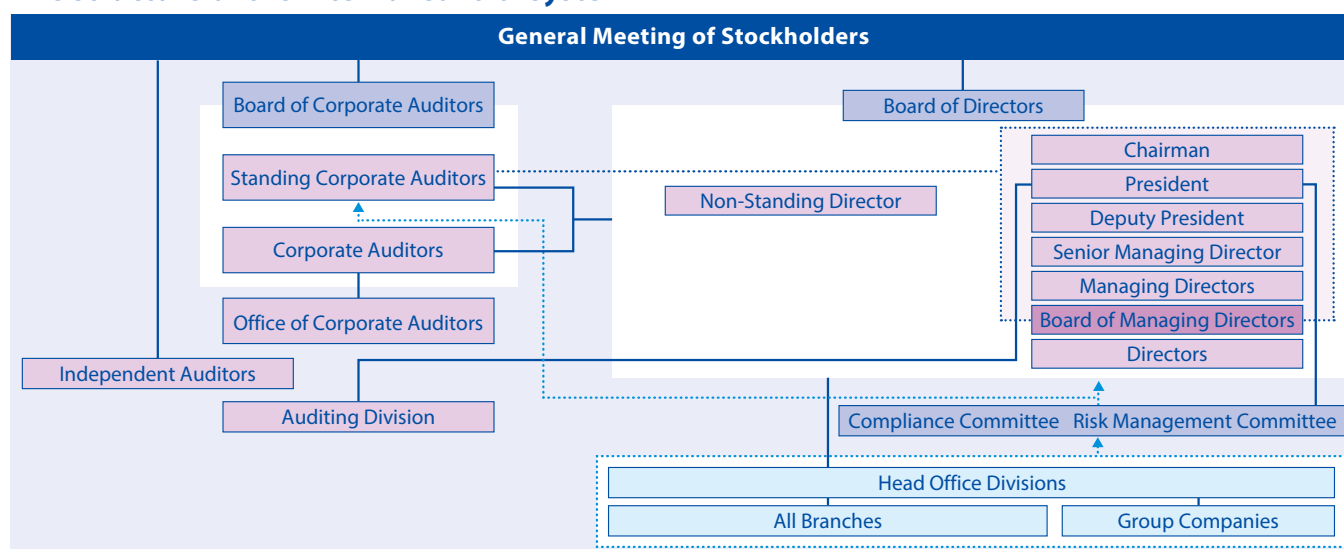 General Meeting of Stockholders
Board of Corporate Auditors
Board of Directors
Standing Corporate Auditors
Chairman
President
Non-Standing Director
Deputy President
Corporate Auditors
Senior Managing Director
Managing Directors
Office of Corporate Auditors
Board of Managing Directors
Directors
Independent Auditors
Auditing Division
Compliance Committee Risk Management Committee
Head Office Divisions
All Branches
Group Companies